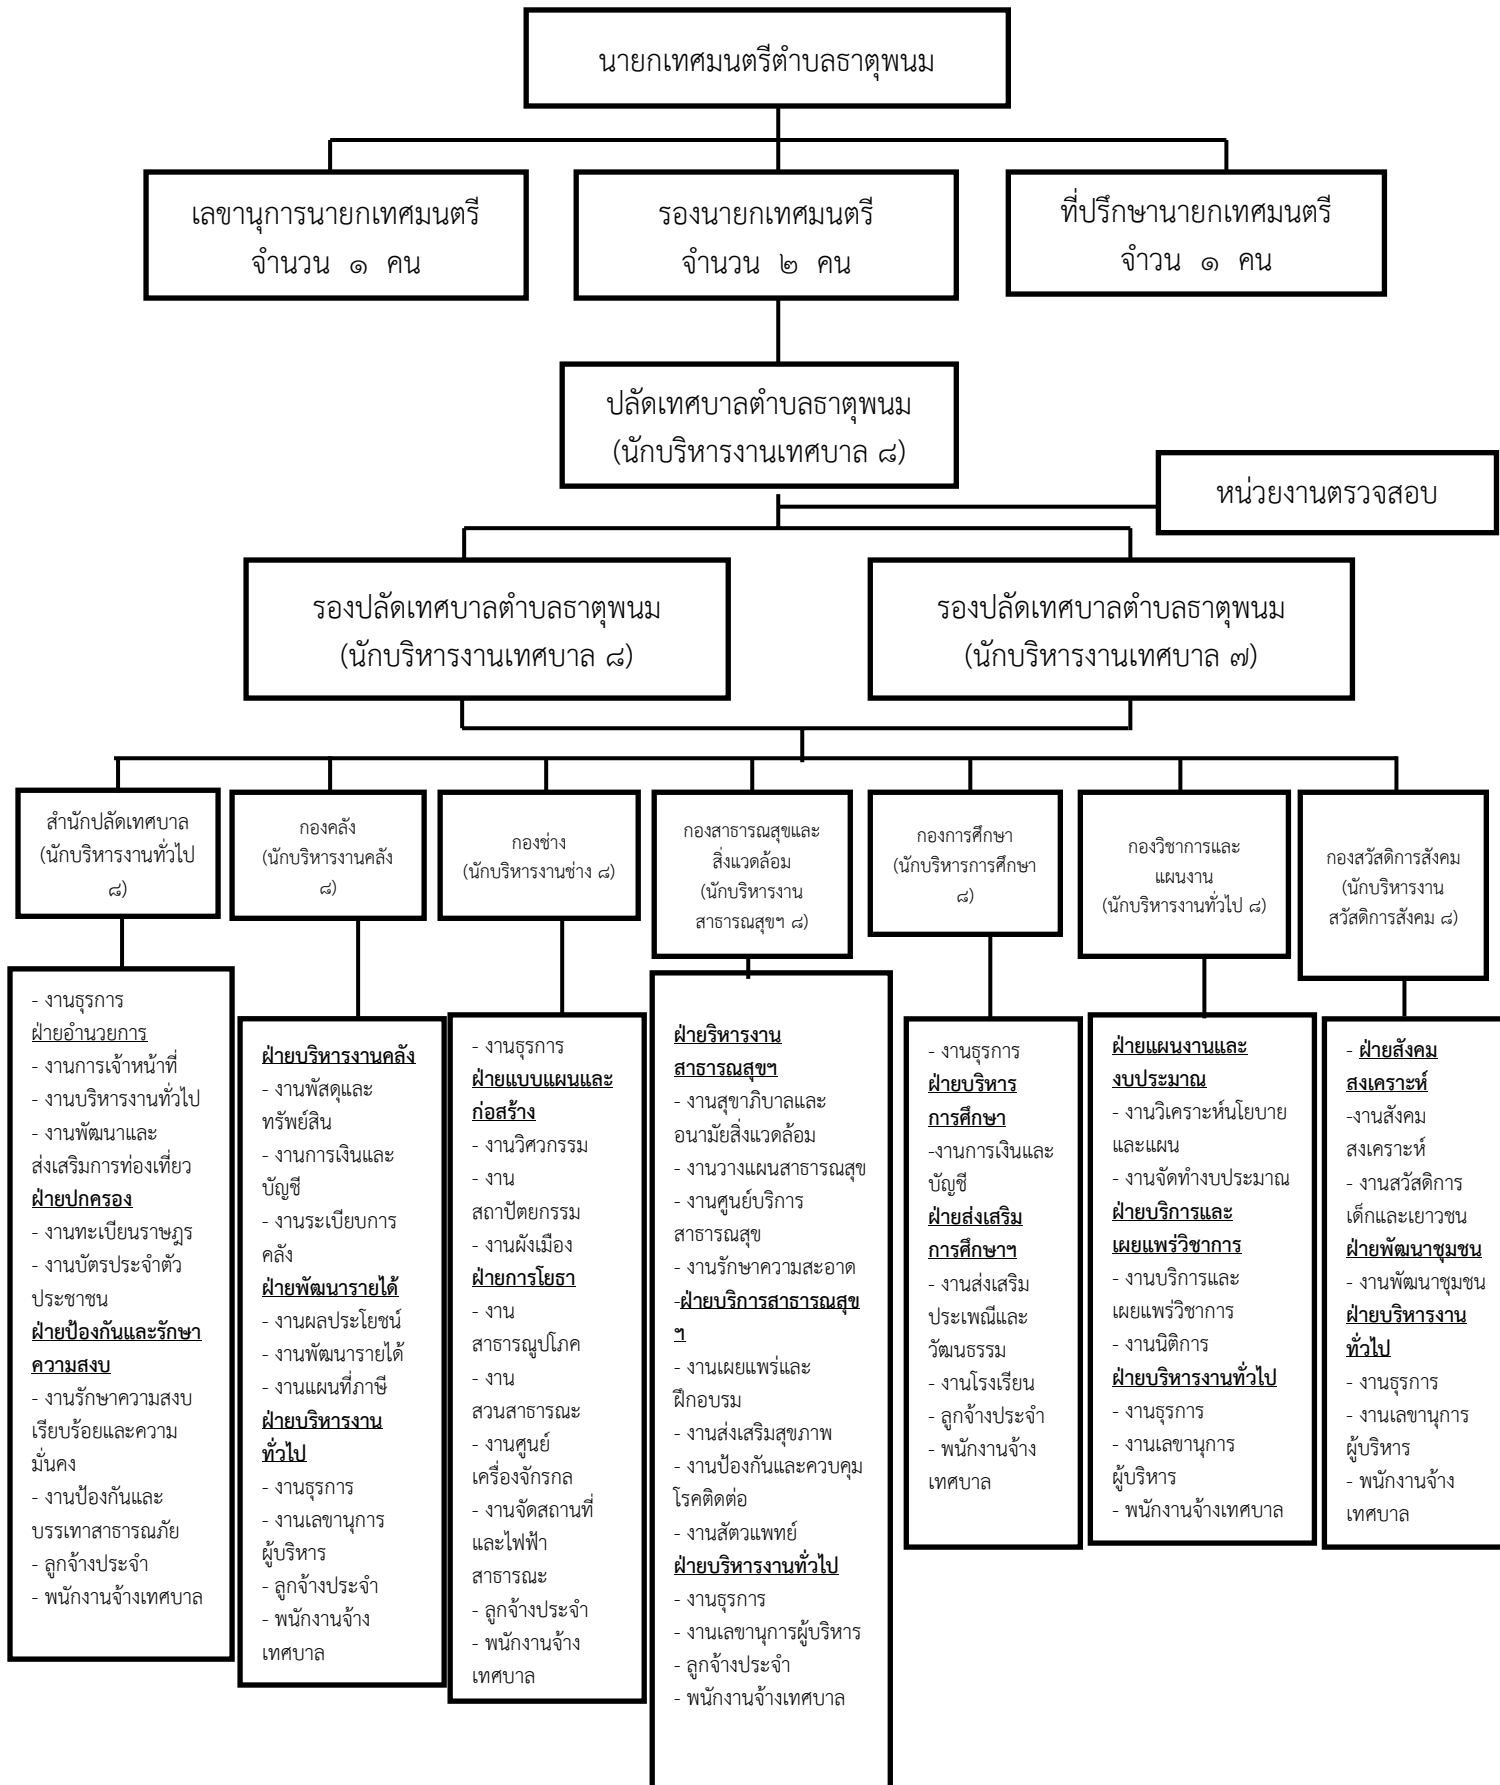 นายกเทศมนตรีตำบลธาตุพนม
เลขานุการนายกเทศมนตรี
จำนวน ๑ คน
รองนายกเทศมนตรี
จำนวน ๒ คน
ที่ปรึกษานายกเทศมนตรี
จำวน ๑ คน
ปลัดเทศบาลตำบลธาตุพนม
(นักบริหารงานเทศบาล ๘)
หน่วยงานตรวจสอบ
รองปลัดเทศบาลตำบลธาตุพนม
(นักบริหารงานเทศบาล ๘)
รองปลัดเทศบาลตำบลธาตุพนม
(นักบริหารงานเทศบาล ๗)
สำนักปลัดเทศบาล
(นักบริหารงานทั่วไป
๘)
กองคลัง
(นักบริหารงานคลัง
๘)
กองช่าง
(นักบริหารงานช่าง ๘)
กองสาธารณสุขและ
สิ่งแวดล้อม
(นักบริหารงาน
สาธารณสุขฯ ๘)
กองการศึกษา
(นักบริหารการศึกษา
๘)
กองวิชาการและ
แผนงาน
(นักบริหารงานทั่วไป ๘)
กองสวัสดิการสังคม
(นักบริหารงาน
สวัสดิการสังคม ๘)
- งานธุรการ
ฝ่ายอำนวยการ
- งานการเจ้าหน้าที่
- งานบริหารงานทั่วไป
- งานพัฒนาและ
ส่งเสริมการท่องเที่ยว
ฝ่ายปกครอง
- งานทะเบียนราษฎร
- งานบัตรประจำตัว
ประชาชน
ฝ่ายป้องกันและรักษา
ความสงบ
- งานรักษาความสงบ
เรียบร้อยและความ
มั่นคง
- งานป้องกันและ
บรรเทาสาธารณภัย
- ลูกจ้างประจำ
- พนักงานจ้างเทศบาล
ฝ่ายบริหารงานคลัง
- งานพัสดุและ
ทรัพย์สิน
- งานการเงินและ
บัญชี
- งานระเบียบการ
คลัง
ฝ่ายพัฒนารายได้
- งานผลประโยชน์
- งานพัฒนารายได้
- งานแผนที่ภาษี
ฝ่ายบริหารงาน
ทั่วไป
- งานธุรการ
- งานเลขานุการ
ผู้บริหาร
- ลูกจ้างประจำ
- พนักงานจ้าง
เทศบาล
- งานธุรการ
ฝ่ายแบบแผนและ
ก่อสร้าง
- งานวิศวกรรม
- งาน
สถาปัตยกรรม
- งานผังเมือง
ฝ่ายการโยธา
- งาน
สาธารณูปโภค
- งาน
สวนสาธารณะ
- งานศูนย์
เครื่องจักรกล
- งานจัดสถานที่
และไฟฟ้า
สาธารณะ
- ลูกจ้างประจำ
- พนักงานจ้าง
เทศบาล
ฝ่ายริหารงาน
สาธารณสุขฯ
- งานสุขาภิบาลและ
อนามัยสิ่งแวดล้อม
- งานวางแผนสาธารณสุข
- งานศูนย์บริการ
สาธารณสุข
- งานรักษาความสะอาด
-ฝ่ายบริการสาธารณสุข
ฯ
- งานเผยแพร่และ
ฝึกอบรม
- งานส่งเสริมสุขภาพ
- งานป้องกันและควบคุม
โรคติดต่อ
- งานสัตวแพทย์
ฝ่ายบริหารงานทั่วไป
- งานธุรการ
- งานเลขานุการผู้บริหาร
- ลูกจ้างประจำ
- พนักงานจ้างเทศบาล
- งานธุรการ
ฝ่ายบริหาร
การศึกษา
-งานการเงินและ
บัญชี
ฝ่ายส่งเสริม
การศึกษาฯ
- งานส่งเสริม
ประเพณีและ
วัฒนธรรม
- งานโรงเรียน
- ลูกจ้างประจำ
- พนักงานจ้าง
เทศบาล
ฝ่ายแผนงานและ
งบประมาณ
- งานวิเคราะห์นโยบาย
และแผน
- งานจัดทำงบประมาณ
ฝ่ายบริการและ
เผยแพร่วิชาการ
- งานบริการและ
เผยแพร่วิชาการ
- งานนิติการ
ฝ่ายบริหารงานทั่วไป
- งานธุรการ
- งานเลขานุการ
ผู้บริหาร
- พนักงานจ้างเทศบาล
- ฝ่ายสังคม
สงเคราะห์
-งานสังคม
สงเคราะห์
- งานสวัสดิการ
เด็กและเยาวชน
ฝ่ายพัฒนาชุมชน
- งานพัฒนาชุมชน
ฝ่ายบริหารงาน
ทั่วไป
- งานธุรการ
- งานเลขานุการ
ผู้บริหาร
- พนักงานจ้าง
เทศบาล